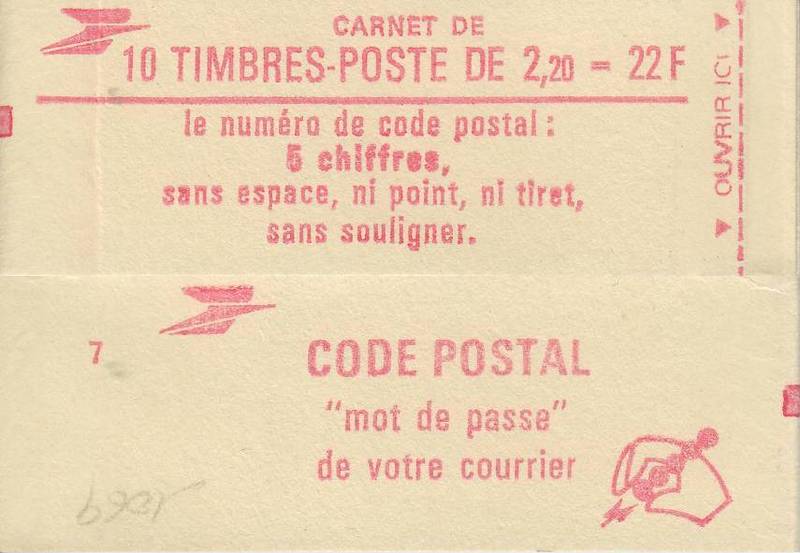 CARNET DE
10 TIMBRES-POSTE DE 2,20 = 22F
le numéro de code postal :
5 chiffres,
sans espace, ni point, ni tiret,
sans souligner.
OUVRIR ICI
7
CODE POSTAL
"mot de passe"
de votre courrier